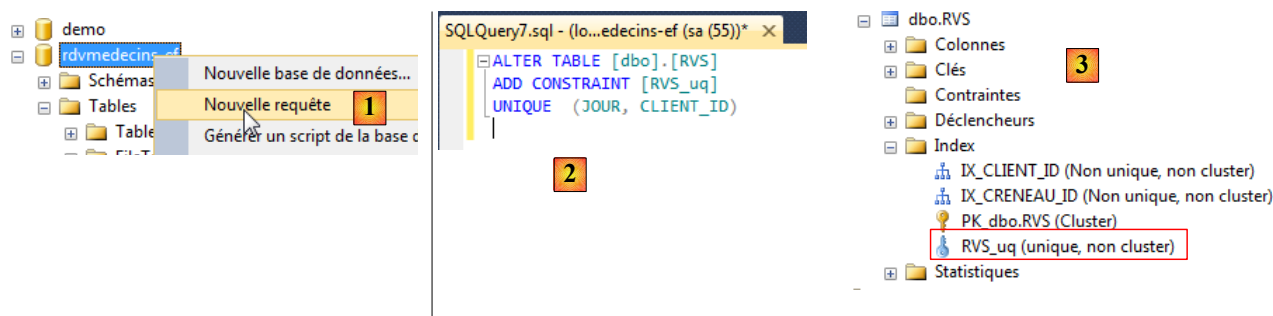 demo
rdvmedecins-ef
Schémas
Nouvelle base de données...
Tables
Nouvelle requête
1
Table
Générer un script de la base
SQLQuery7.sql - (lo...edecins-ef (sa (55))* ×
ALTER TABLE [dbo].[RVS]
ADD CONSTRAINT [RVS_uq]
UNIQUE (JOUR, CLIENT_ID)
2
dbo.RVS
Colonnes
3
Clés
Contraintes
Déclencheurs
Index
IX_CLIENT_ID (Non unique, non cluster)
IX_CRENEAU_ID (Non unique, non cluster)
PK_dbo.RVS (Cluster)
RVS_uq (unique, non cluster)
Statistiques